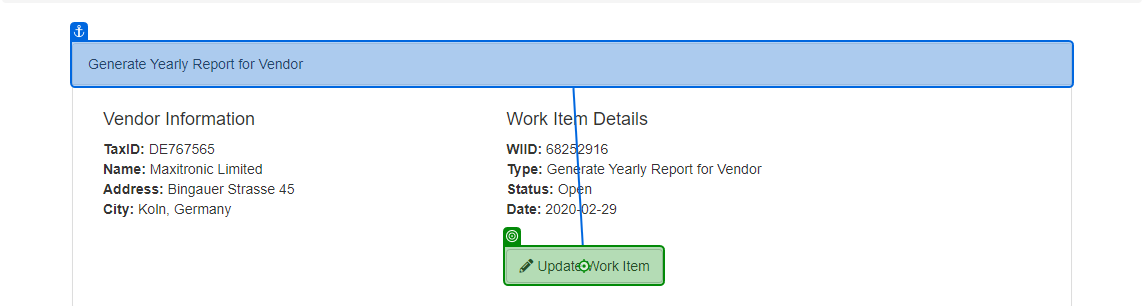 Generate Yearly Report for Vendor
Vendor Information
TaxID: DE767565
Name: Maxitronic Limited
Address: Bingauer Strasse 45
City: Koln, Germany
Work Item Details
WIID: 68252916
Type: Generate Yearly Report for Vendor
Status: Open
Date: 2020-02-29
Update Work Item